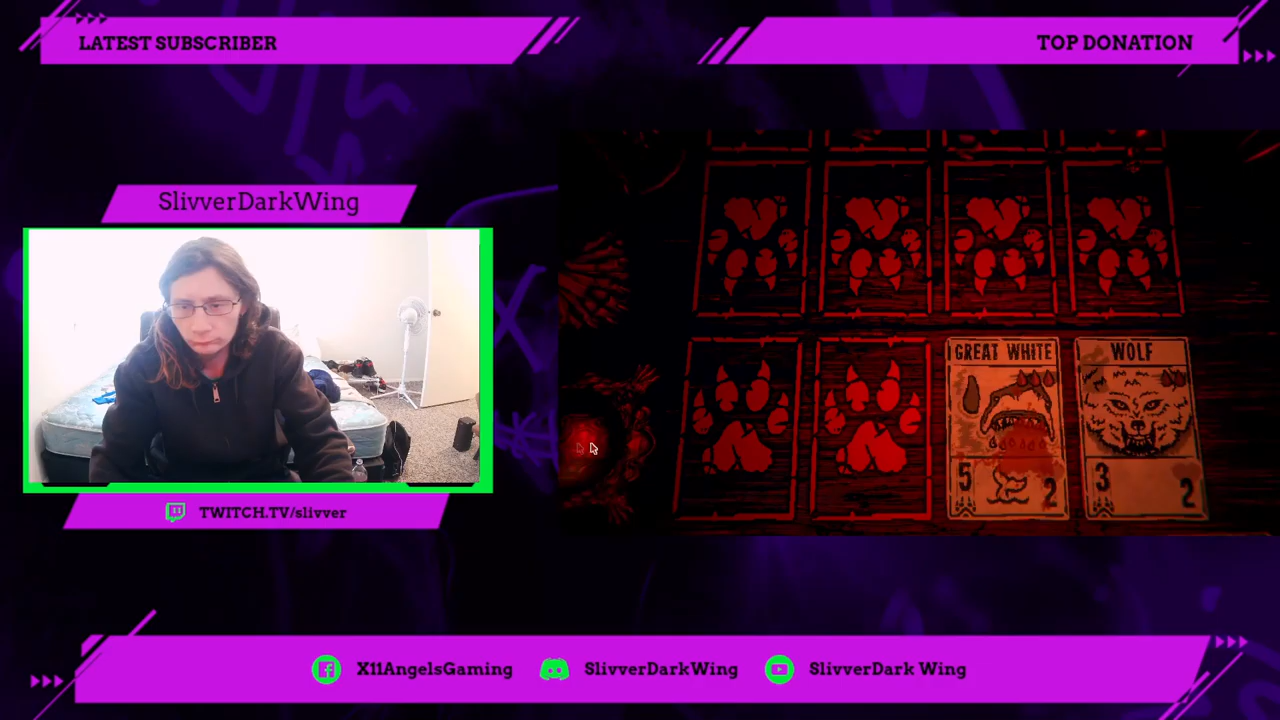 LATEST SUBSCRIBER
TOP DONATION
SlivverDarkWing
TWITCH.TV/slivver
GREAT WHITE
5
2
WOLF
3
2
X11AngelsGaming
SlivverDarkWing
SlivverDark Wing